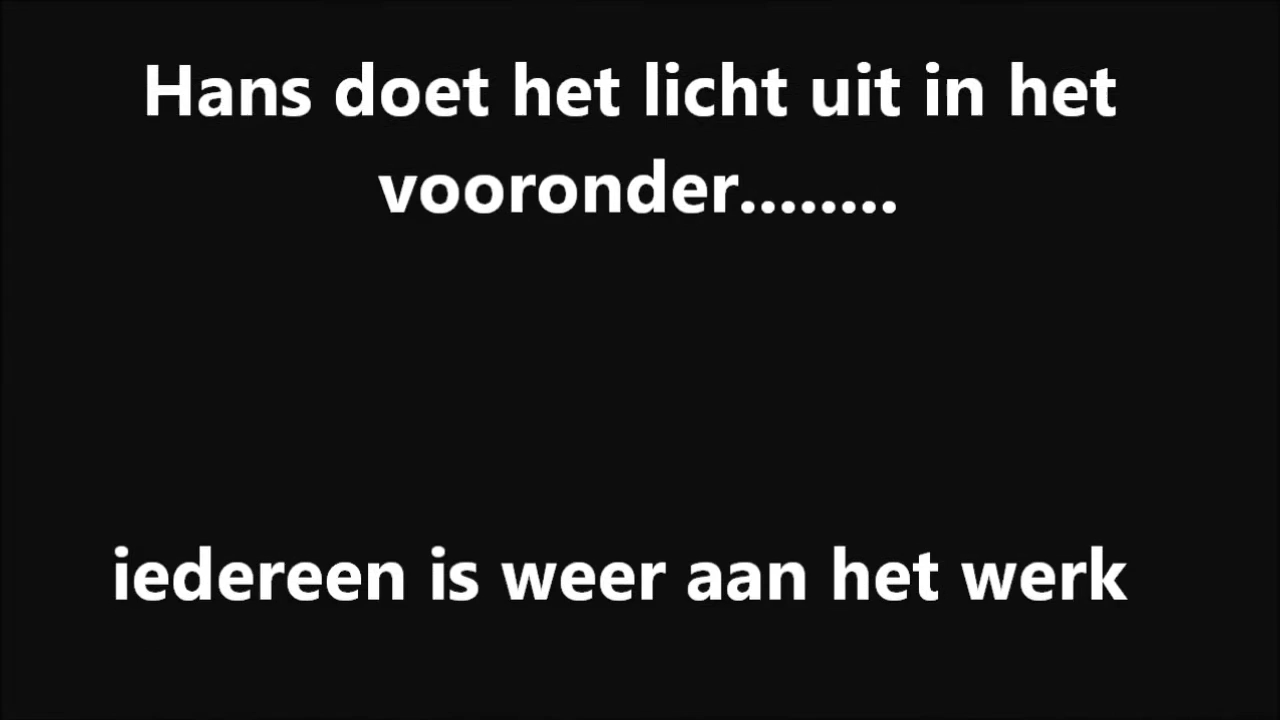 Hans doet het licht uit in het
vooronder........
iedereen is weer aan het werk